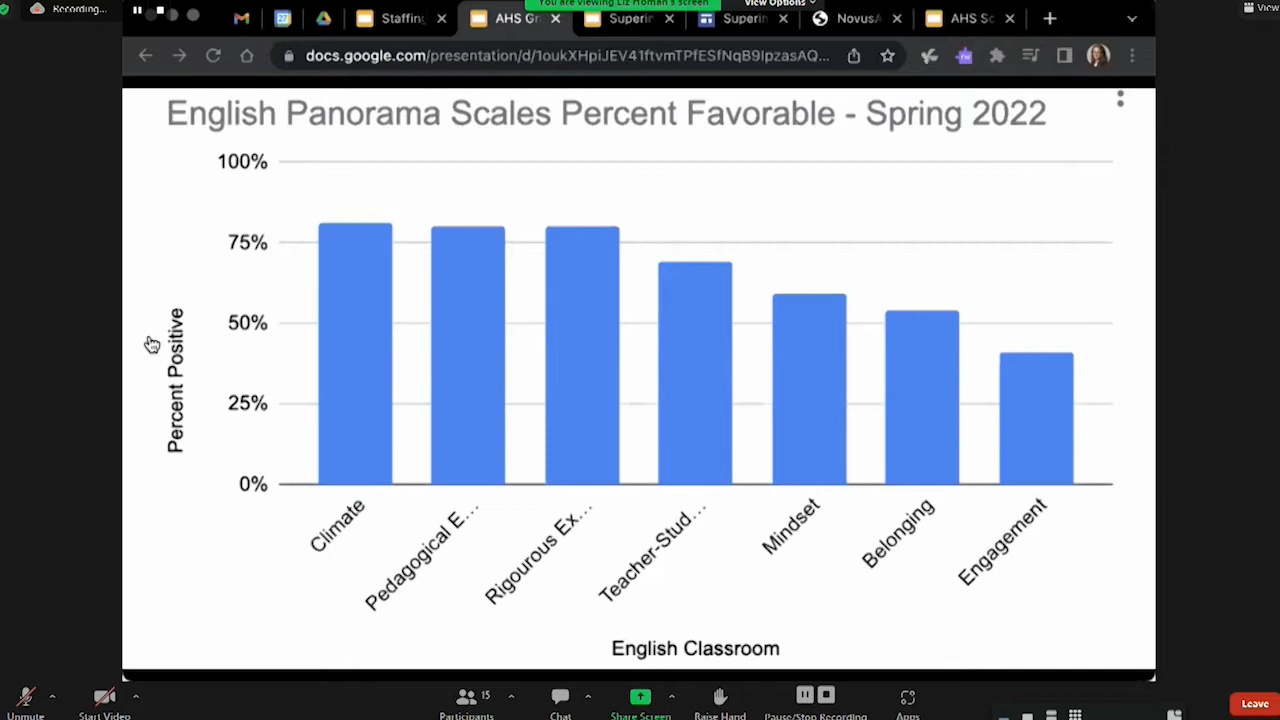 Recording...
You are viewing Liz Homan's screen
View Options
View
Staffing
AHS Gr
Superin
Superin
NovusA
AHS Sc
docs.google.com/presentation/d/1oukXHpiJEV41ftvmTPfESfNqB9IpzasAQ...
English Panorama Scales Percent Favorable - Spring 2022
100%
75%
50%
25%
0%
Percent Positive
Climate
Pedagogical E...
Rigourous Ex...
Teacher-Stud...
Mindset
Belonging
Engagement
English Classroom
Unmute
Start Video
15
Participants
Chat
Share Screen
Raise Hand
Pause/Stop Recording
Apps
Leave